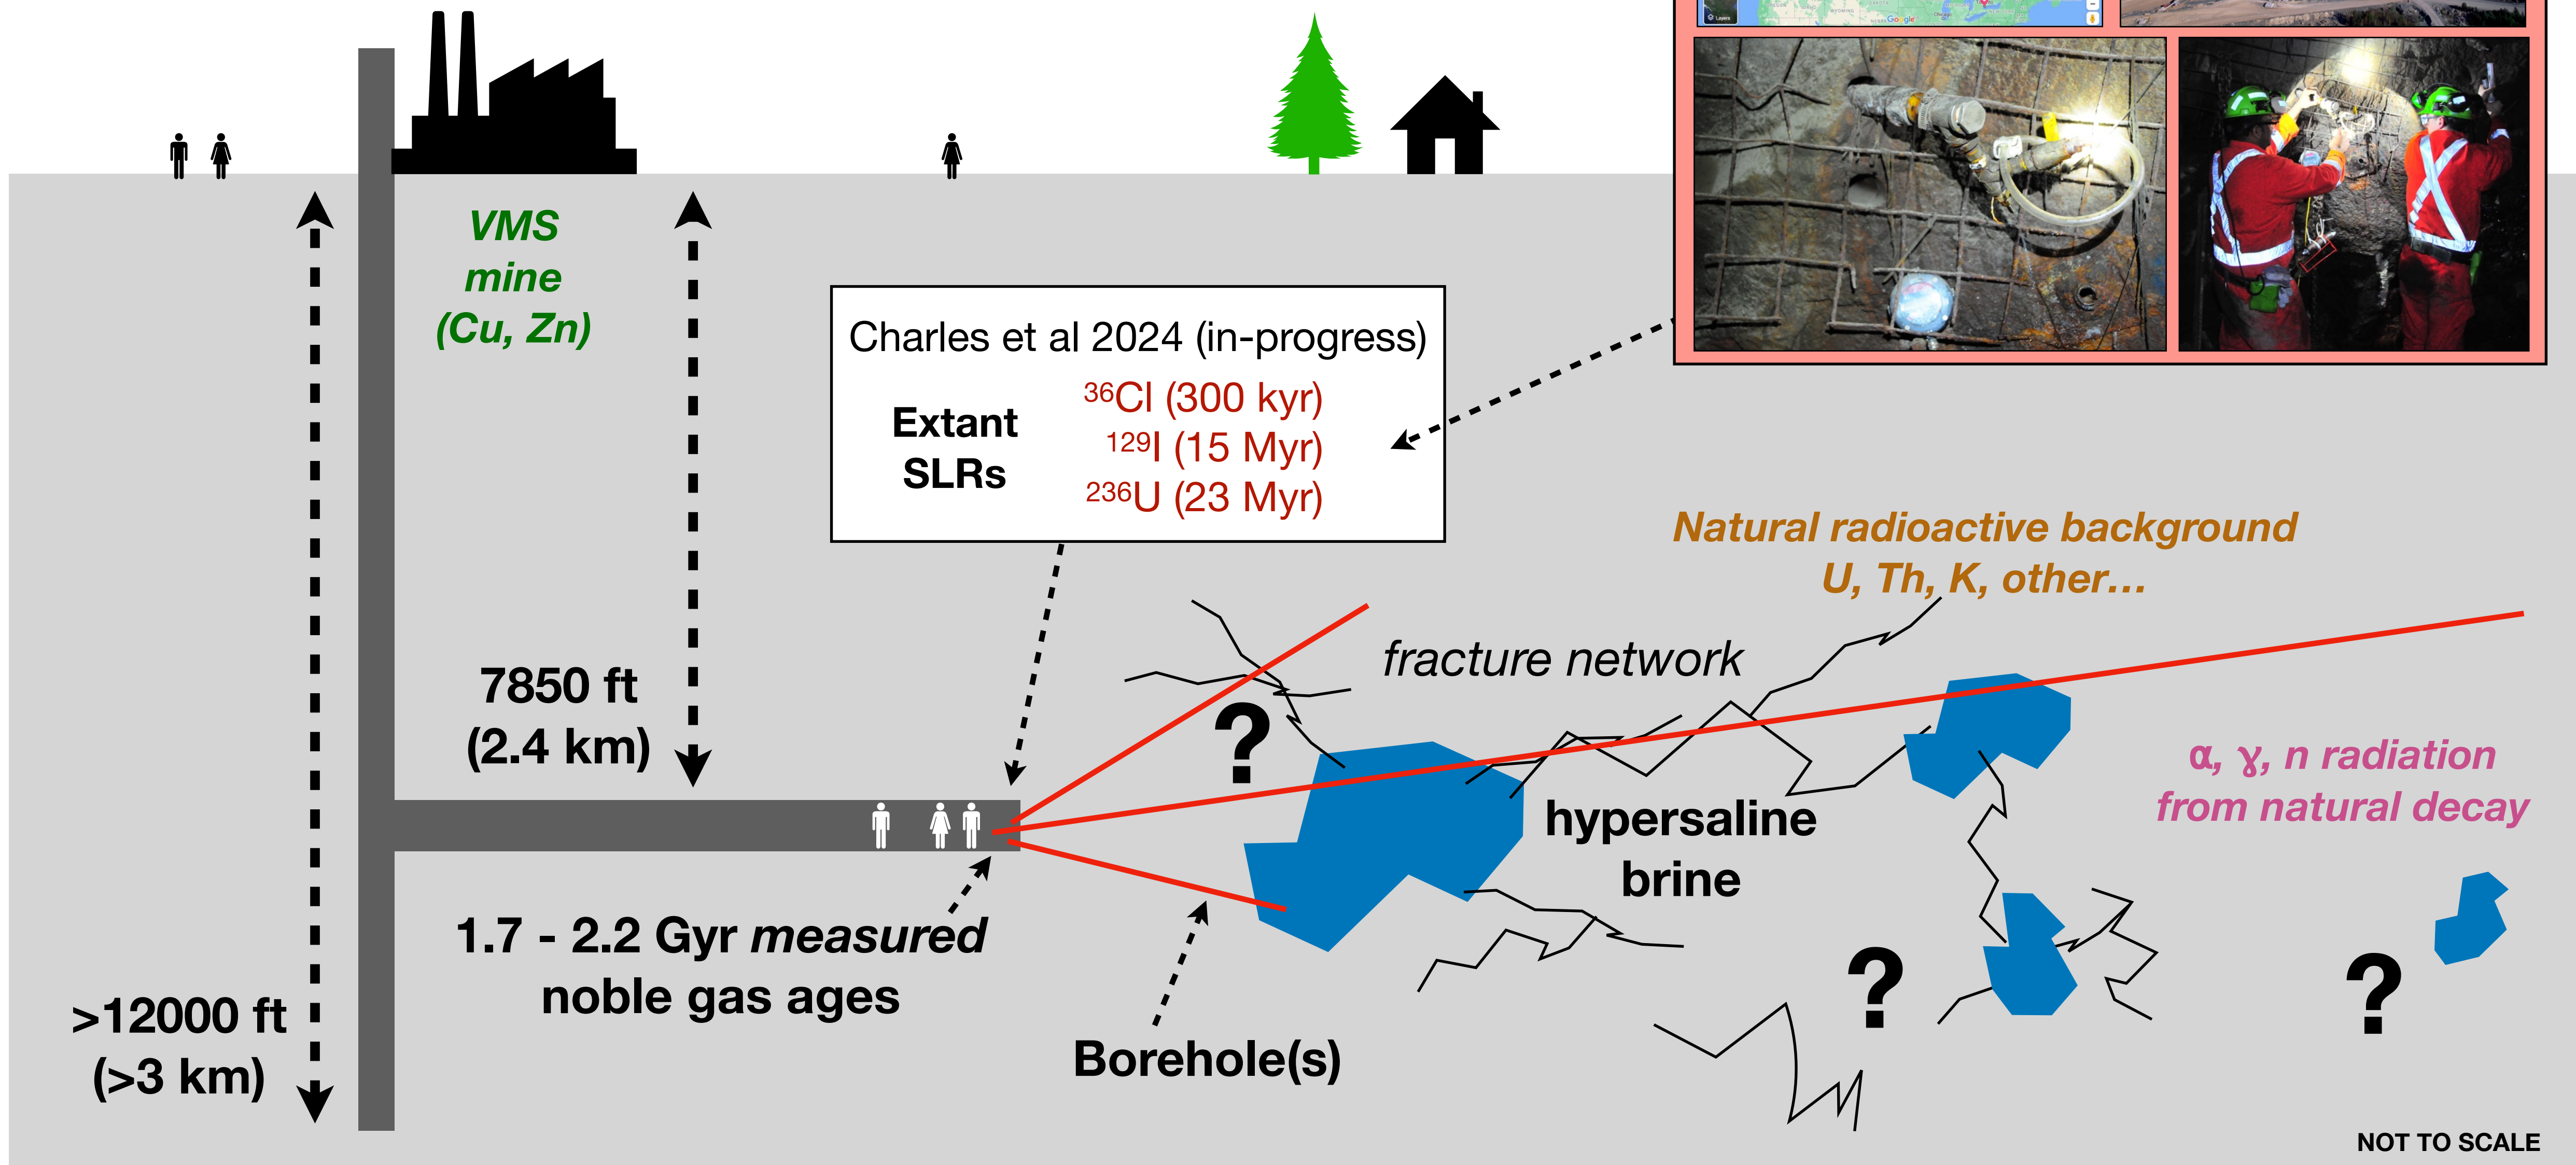 Layers
Google
VMS
mine
(Cu, Zn)
Charles et al 2024 (in-progress)
Extant
SLRs
³⁶Cl (300 kyr)
¹²⁹I (15 Myr)
²³⁶U (23 Myr)
Natural radioactive background
U, Th, K, other...
7850 ft
(2.4 km)
fracture network
?
α, ɣ, n radiation
from natural decay
hypersaline
brine
1.7 - 2.2 Gyr measured
noble gas ages
>12000 ft
(>3 km)
Borehole(s)
?
?
NOT TO SCALE